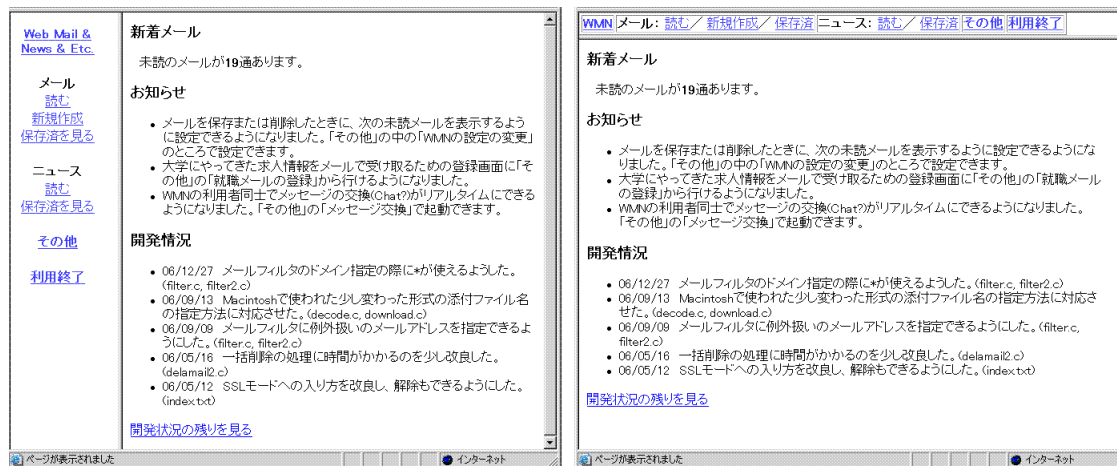 Web Mail &
News & Etc.
メール
読む
新規作成
保存済を見る
ニュース
読む
保存済を見る
その他
利用終了
新着メール
未読のメールが19通あります。
お知らせ
• メールを保存または削除したときに、次の未読メールを表示するよう
に設定できるようになりました。「その他」の中の「WMNの設定の変更」
のところで設定できます。
• 大学にやってきた求人情報をメールで受け取るための登録画面に「そ
の他」の「就職メールの登録」から行けるようになりました。
• WMNの利用者同士でメッセージの交換(Chat?)がリアルタイムにできる
ようになりました。「その他」の「メッセージ交換」で起動できます。
開発情況
• 06/12/27 メールフィルタのドメイン指定の際に*が使えるようした。
(filter.c, filter2.c)
• 06/09/13 Macintoshで使われた少し変わった形式の添付ファイル名
の指定方法に対応させた。(decode.c, download.c)
• 06/09/09 メールフィルタに例外扱いのメールアドレスを指定できるよ
うにした。(filter.c, filter2.c)
• 06/05/16 一括削除の処理に時間がかかるのを少し改良した。
(delamail2.c)
• 06/05/12 SSLモードへの入り方を改良し、解除もできるようにした。
(index.txt)
開発状況の残りを見る
ページが表示されました
インターネット
WMN メール: 読む／ 新規作成／ 保存済 ニュース: 読む／ 保存済 その他 利用終了
新着メール
未読のメールが19通あります。
お知らせ
• メールを保存または削除したときに、次の未読メールを表示するように設定できるようにな
りました。「その他」の中の「WMNの設定の変更」のところで設定できます。
• 大学にやってきた求人情報をメールで受け取るための登録画面に「その他」の「就職メール
の登録」から行けるようになりました。
• WMNの利用者同士でメッセージの交換(Chat?)がリアルタイムにできるようになりました。
「その他」の「メッセージ交換」で起動できます。
開発情況
• 06/12/27 メールフィルタのドメイン指定の際に*が使えるようした。(filter.c, filter2.c)
• 06/09/13 Macintoshで使われた少し変わった形式の添付ファイル名の指定方法に対応さ
せた。(decode.c, download.c)
• 06/09/09 メールフィルタに例外扱いのメールアドレスを指定できるようにした。(filter.c,
filter2.c)
• 06/05/16 一括削除の処理に時間がかかるのを少し改良した。(delamail2.c)
• 06/05/12 SSLモードへの入り方を改良し、解除もできるようにした。(index.txt)
開発状況の残りを見る
ページが表示されました
インターネット